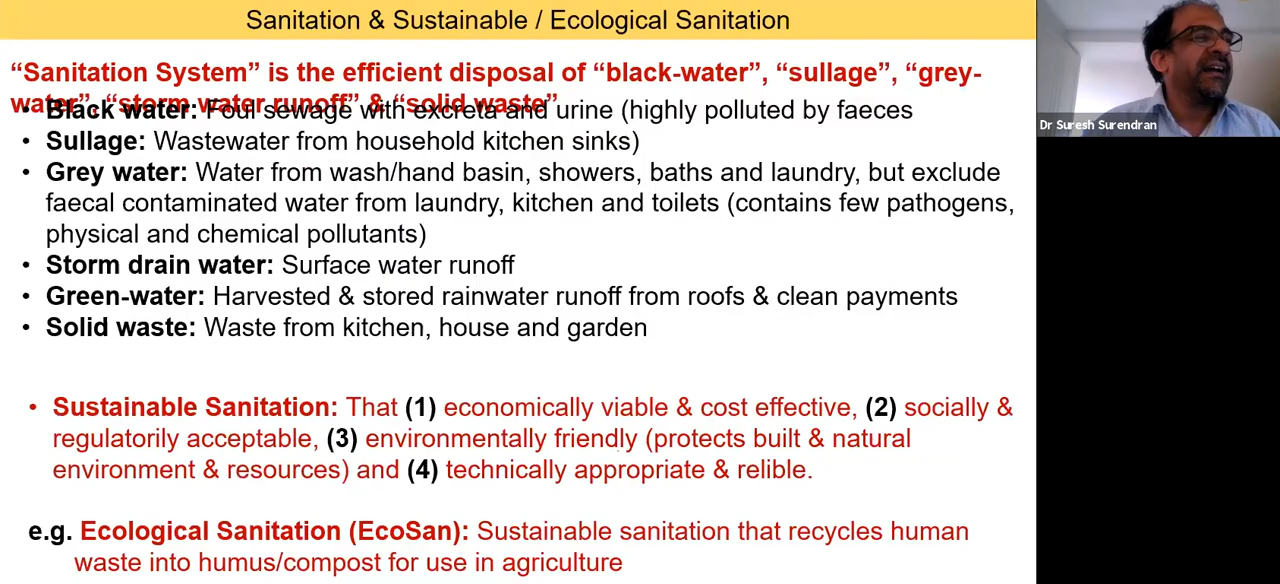 Sanitation & Sustainable / Ecological Sanitation
“Sanitation System” is the efficient disposal of “black-water”, “sullage”, “grey-
water”, “storm water runoff” & “solid waste”
• Black water: Foul sewage with excreta and urine (highly polluted by faeces
• Sullage: Wastewater from household kitchen sinks)
• Grey water: Water from wash/hand basin, showers, baths and laundry, but exclude
faecal contaminated water from laundry, kitchen and toilets (contains few pathogens,
physical and chemical pollutants)
• Storm drain water: Surface water runoff
• Green-water: Harvested & stored rainwater runoff from roofs & clean payments
• Solid waste: Waste from kitchen, house and garden
• Sustainable Sanitation: That (1) economically viable & cost effective, (2) socially &
regulatorily acceptable, (3) environmentally friendly (protects built & natural
environment & resources) and (4) technically appropriate & relible.
e.g. Ecological Sanitation (EcoSan): Sustainable sanitation that recycles human
waste into humus/compost for use in agriculture
Dr Suresh Surendran